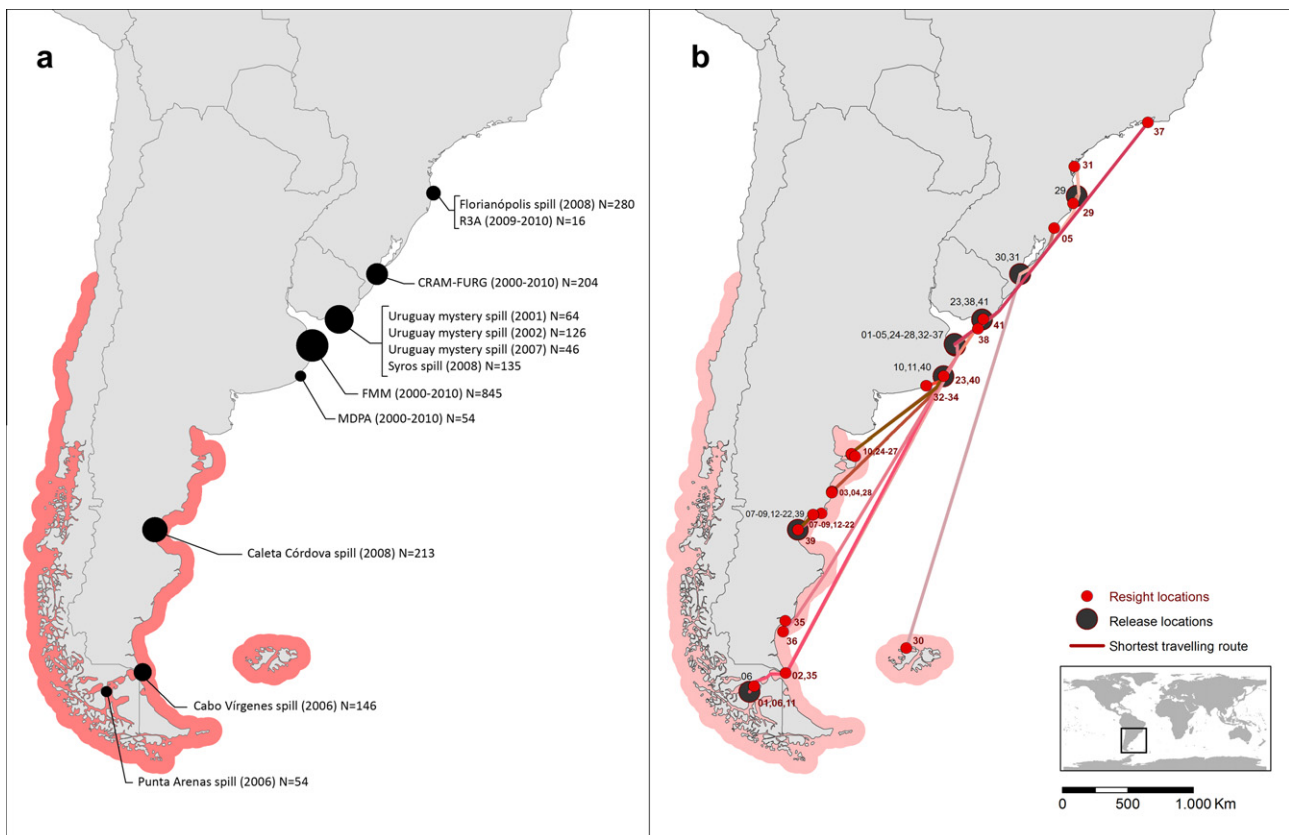 a
Florianópolis spill (2008) N=280
R3A (2009-2010) N=16
CRAM-FURG (2000-2010) N=204
Uruguay mystery spill (2001) N=64
Uruguay mystery spill (2002) N=126
Uruguay mystery spill (2007) N=46
Syros spill (2008) N=135
FMM (2000-2010) N=845
MDPA (2000-2010) N=54
Caleta Córdova spill (2008) N=213
Cabo Vírgenes spill (2006) N=146
Punta Arenas spill (2006) N=54
b
37
31
29
29
05
30,31
23,38,41
41
38
01-05,24-28,32-37
10,11,40
23,40
32-34
10,24-27
03,04,28
07-09,12-22,39
07-09,12-22
39
35
36
30
02,35
06
01,06,11
Resight locations
Release locations
Shortest travelling route
0 500 1.000 Km